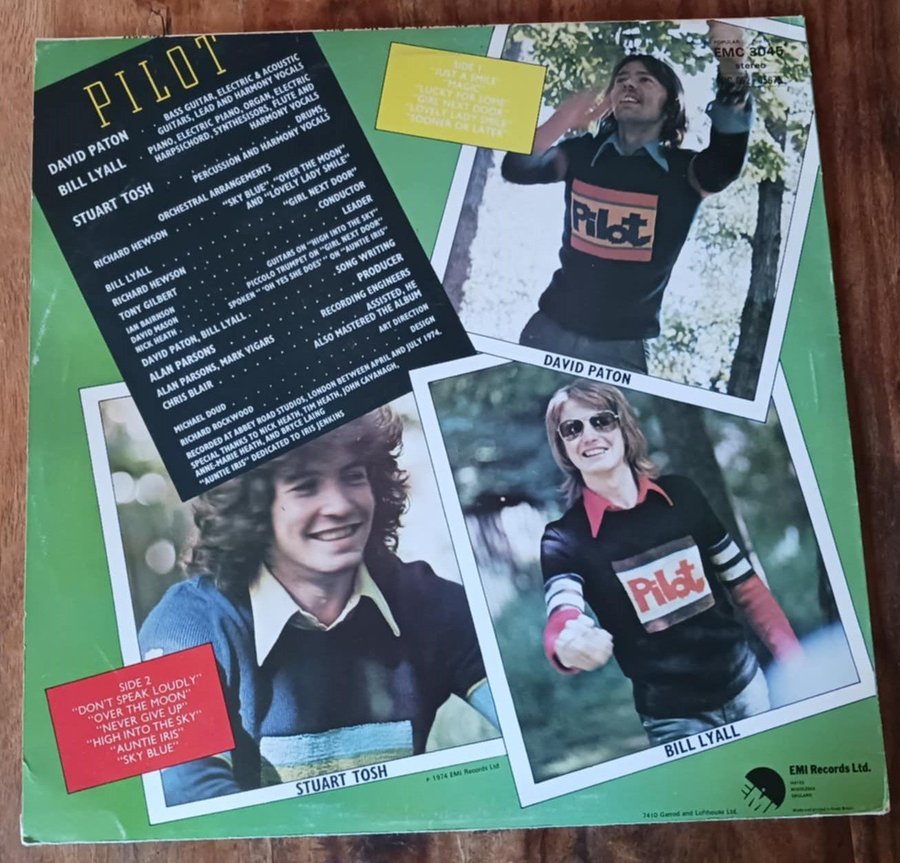 PILOT
DAVID PATON . BASS GUITAR, ELECTRIC & ACOUSTIC
GUITARS, LEAD AND HARMONY VOCALS
BILL LYALL . PIANO, ELECTRIC PIANO, ORGAN, ELECTRIC
HARPSICHORD, SYNTHESISORS, FLUTE AND
HARMONY VOCALS
STUART TOSH . . . DRUMS,
PERCUSSION AND HARMONY VOCALS
ORCHESTRAL ARRANGEMENTS
RICHARD HEWSON . . . "SKY BLUE", "OVER THE MOON"
AND "LOVELY LADY SMILE"
BILL LYALL . . . "GIRL NEXT DOOR"
RICHARD HEWSON . . . CONDUCTOR
TONY GILBERT . . . LEADER
IAN BAIRNSON . . . GUITARS ON "HIGH INTO THE SKY"
DAVID MASON . . . PICCOLO TRUMPET ON "GIRL NEXT DOOR"
NICK HEATH . . . SPOKEN "OH YES SHE DOES" ON "AUNTIE IRIS"
DAVID PATON, BILL LYALL . . . SONG WRITING
ALAN PARSONS . . . PRODUCER
ALAN PARSONS, MARK VIGARS . . . RECORDING ENGINEERS
CHRIS BLAIR . . . ASSISTED, HE
ALSO MASTERED THE ALBUM
MICHAEL DOUD . . . ART DIRECTION
RICHARD ROCKWOOD . . . DESIGN
RECORDED AT ABBEY ROAD STUDIOS, LONDON BETWEEN APRIL AND JULY 1974.
SPECIAL THANKS TO NICK HEATH, TIM HEATH, JOHN CAVANAGH,
ANNE-MARIE HEATH, AND BRYCE LAING
"AUNTIE IRIS" DEDICATED TO IRIS JENKINS
SIDE 1
"JUST A SMILE"
"MAGIC"
"LUCKY FOR SOME"
"GIRL NEXT DOOR"
"LOVELY LADY SMILE"
"SOONER OR LATER"
EMC 3045
stereo
Pilot
DAVID PATON
Pilot
BILL LYALL
SIDE 2
"DON'T SPEAK LOUDLY"
"OVER THE MOON"
"NEVER GIVE UP"
"HIGH INTO THE SKY"
"AUNTIE IRIS"
"SKY BLUE"
STUART TOSH
P 1974 EMI Records Ltd
EMI
EMI Records Ltd.
HAYES
MIDDLESEX
ENGLAND
7410 Garrod and Lofthouse Ltd.